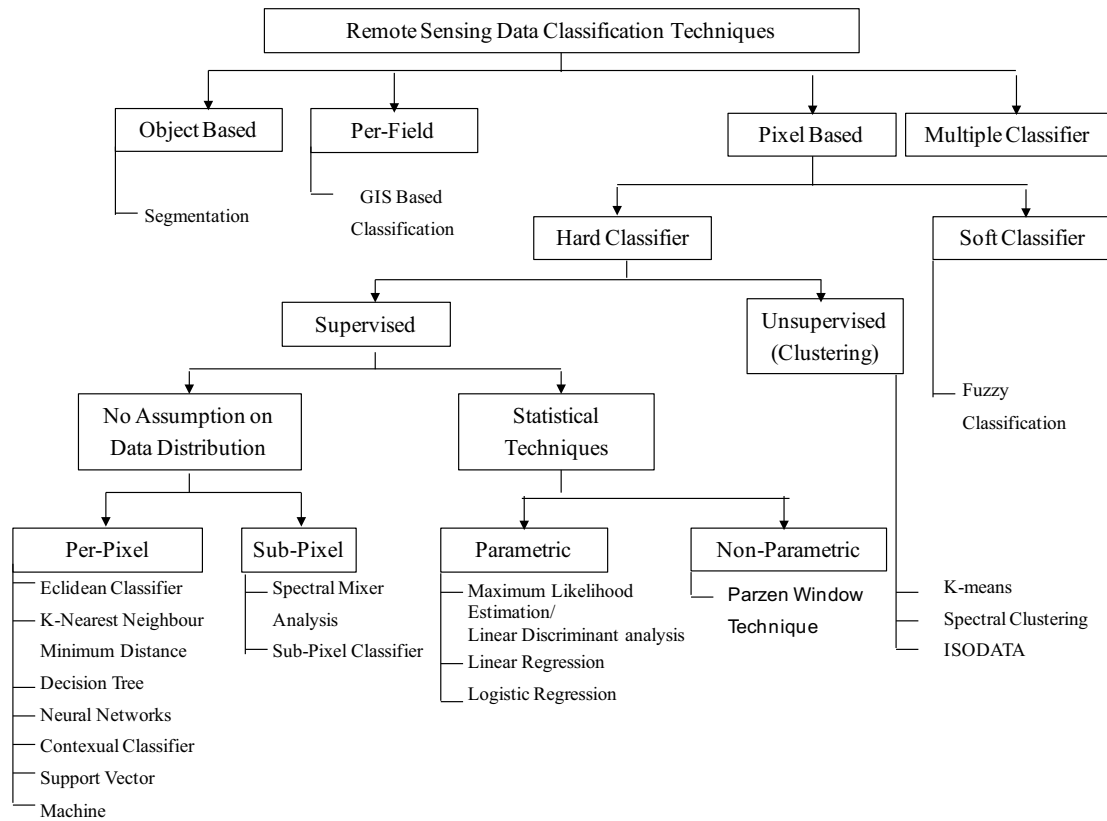 Remote Sensing Data Classification Techniques
Object Based
Per-Field
Pixel Based
Multiple Classifier
Segmentation
GIS Based
Classification
Hard Classifier
Soft Classifier
Supervised
Unsupervised
(Clustering)
Fuzzy
Classification
No Assumption on
Data Distribution
Statistical
Techniques
Per-Pixel
Sub-Pixel
Parametric
Non-Parametric
Eclidean Classifier
K-Nearest Neighbour
Minimum Distance
Decision Tree
Neural Networks
Contexual Classifier
Support Vector
Machine
Spectral Mixer
Analysis
Sub-Pixel Classifier
Maximum Likelihood
Estimation/
Linear Discriminant analysis
Linear Regression
Logistic Regression
Parzen Window
Technique
K-means
Spectral Clustering
ISODATA